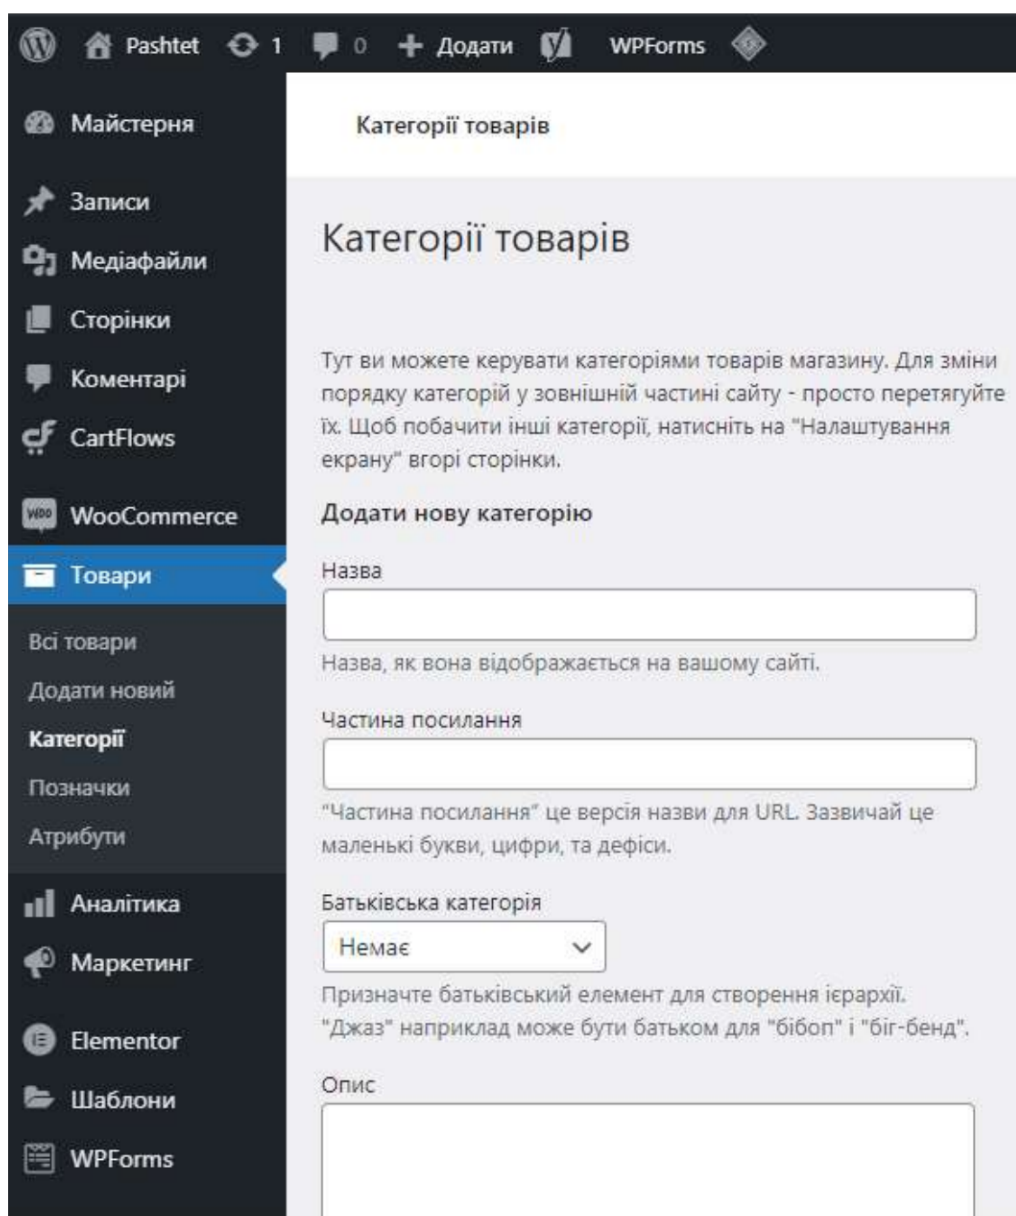 Pashtet 1 0 + Додати WPForms
Майстерня
Записи
Медіафайли
Сторінки
Коментарі
CartFlows
WooCommerce
Товари
Всі товари
Додати новий
Категорії
Позначки
Атрибути
Аналітика
Маркетинг
Elementor
Шаблони
WPForms
Категорії товарів
Категорії товарів
Тут ви можете керувати категоріями товарів магазину. Для зміни
порядку категорій у зовнішній частині сайту - просто перетягуйте
їх. Щоб побачити інші категорії, натисніть на "Налаштування
екрану" вгорі сторінки.
Додати нову категорію
Назва
Назва, як вона відображається на вашому сайті.
Частина посилання
"Частина посилання" це версія назви для URL. Зазвичай це
маленькі букви, цифри, та дефіси.
Батьківська категорія
Немає
Призначте батьківський елемент для створення ієрархії.
"Джаз" наприклад може бути батьком для "бібоп" і "біг-бенд".
Опис